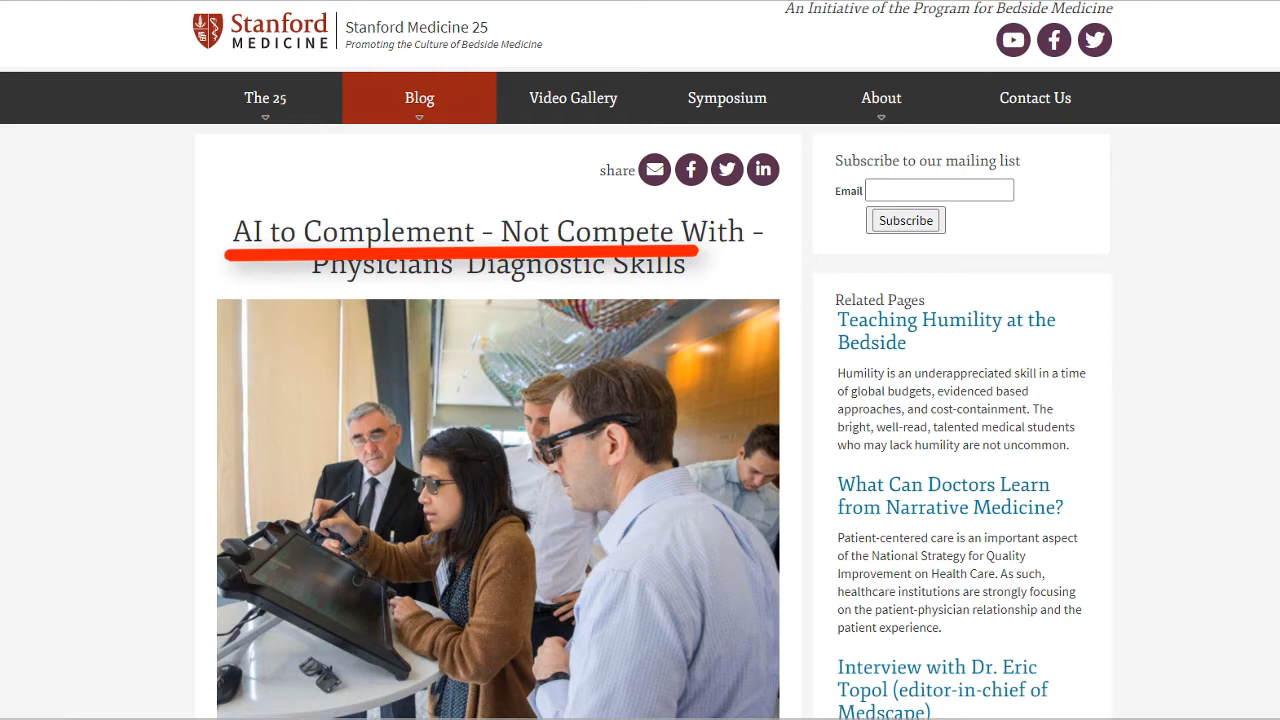 An Initiative of the Program for Bedside Medicine
Stanford
MEDICINE
Stanford Medicine 25
Promoting the Culture of Bedside Medicine
The 25
Blog
Video Gallery
Symposium
About
Contact Us
share
AI to Complement – Not Compete With –
Physicians' Diagnostic Skills
Subscribe to our mailing list
Email
Subscribe
Related Pages
Teaching Humility at the
Bedside
Humility is an underappreciated skill in a time
of global budgets, evidenced based
approaches, and cost-containment. The
bright, well-read, talented medical students
who may lack humility are not uncommon.
What Can Doctors Learn
from Narrative Medicine?
Patient-centered care is an important aspect
of the National Strategy for Quality
Improvement on Health Care. As such,
healthcare institutions are strongly focusing
on the patient-physician relationship and the
patient experience.
Interview with Dr. Eric
Topol (editor-in-chief of
Medscape)